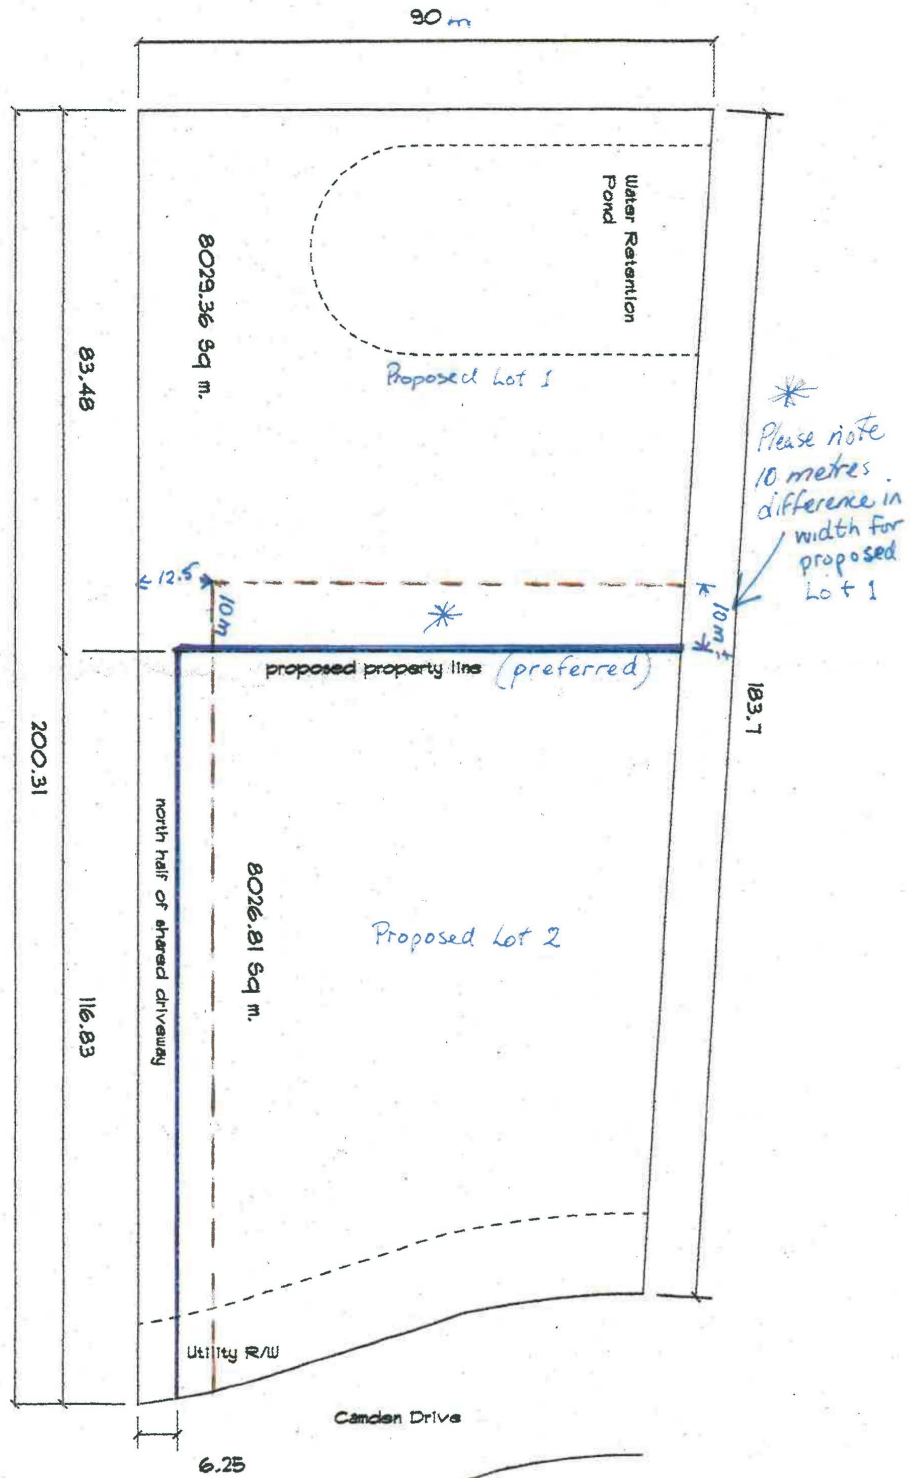 90 m
Water Retention
Pond
8029.36 Sq m.
Proposed Lot 1
83.48
*
Please note
10 metres
difference in
width for
proposed
Lot 1
12.5
10m
*
10m±
proposed property line (preferred)
183.7
200.31
north half of shared driveway
8026.81 Sq m.
Proposed Lot 2
116.83
Utility R/W
Camden Drive
6.25